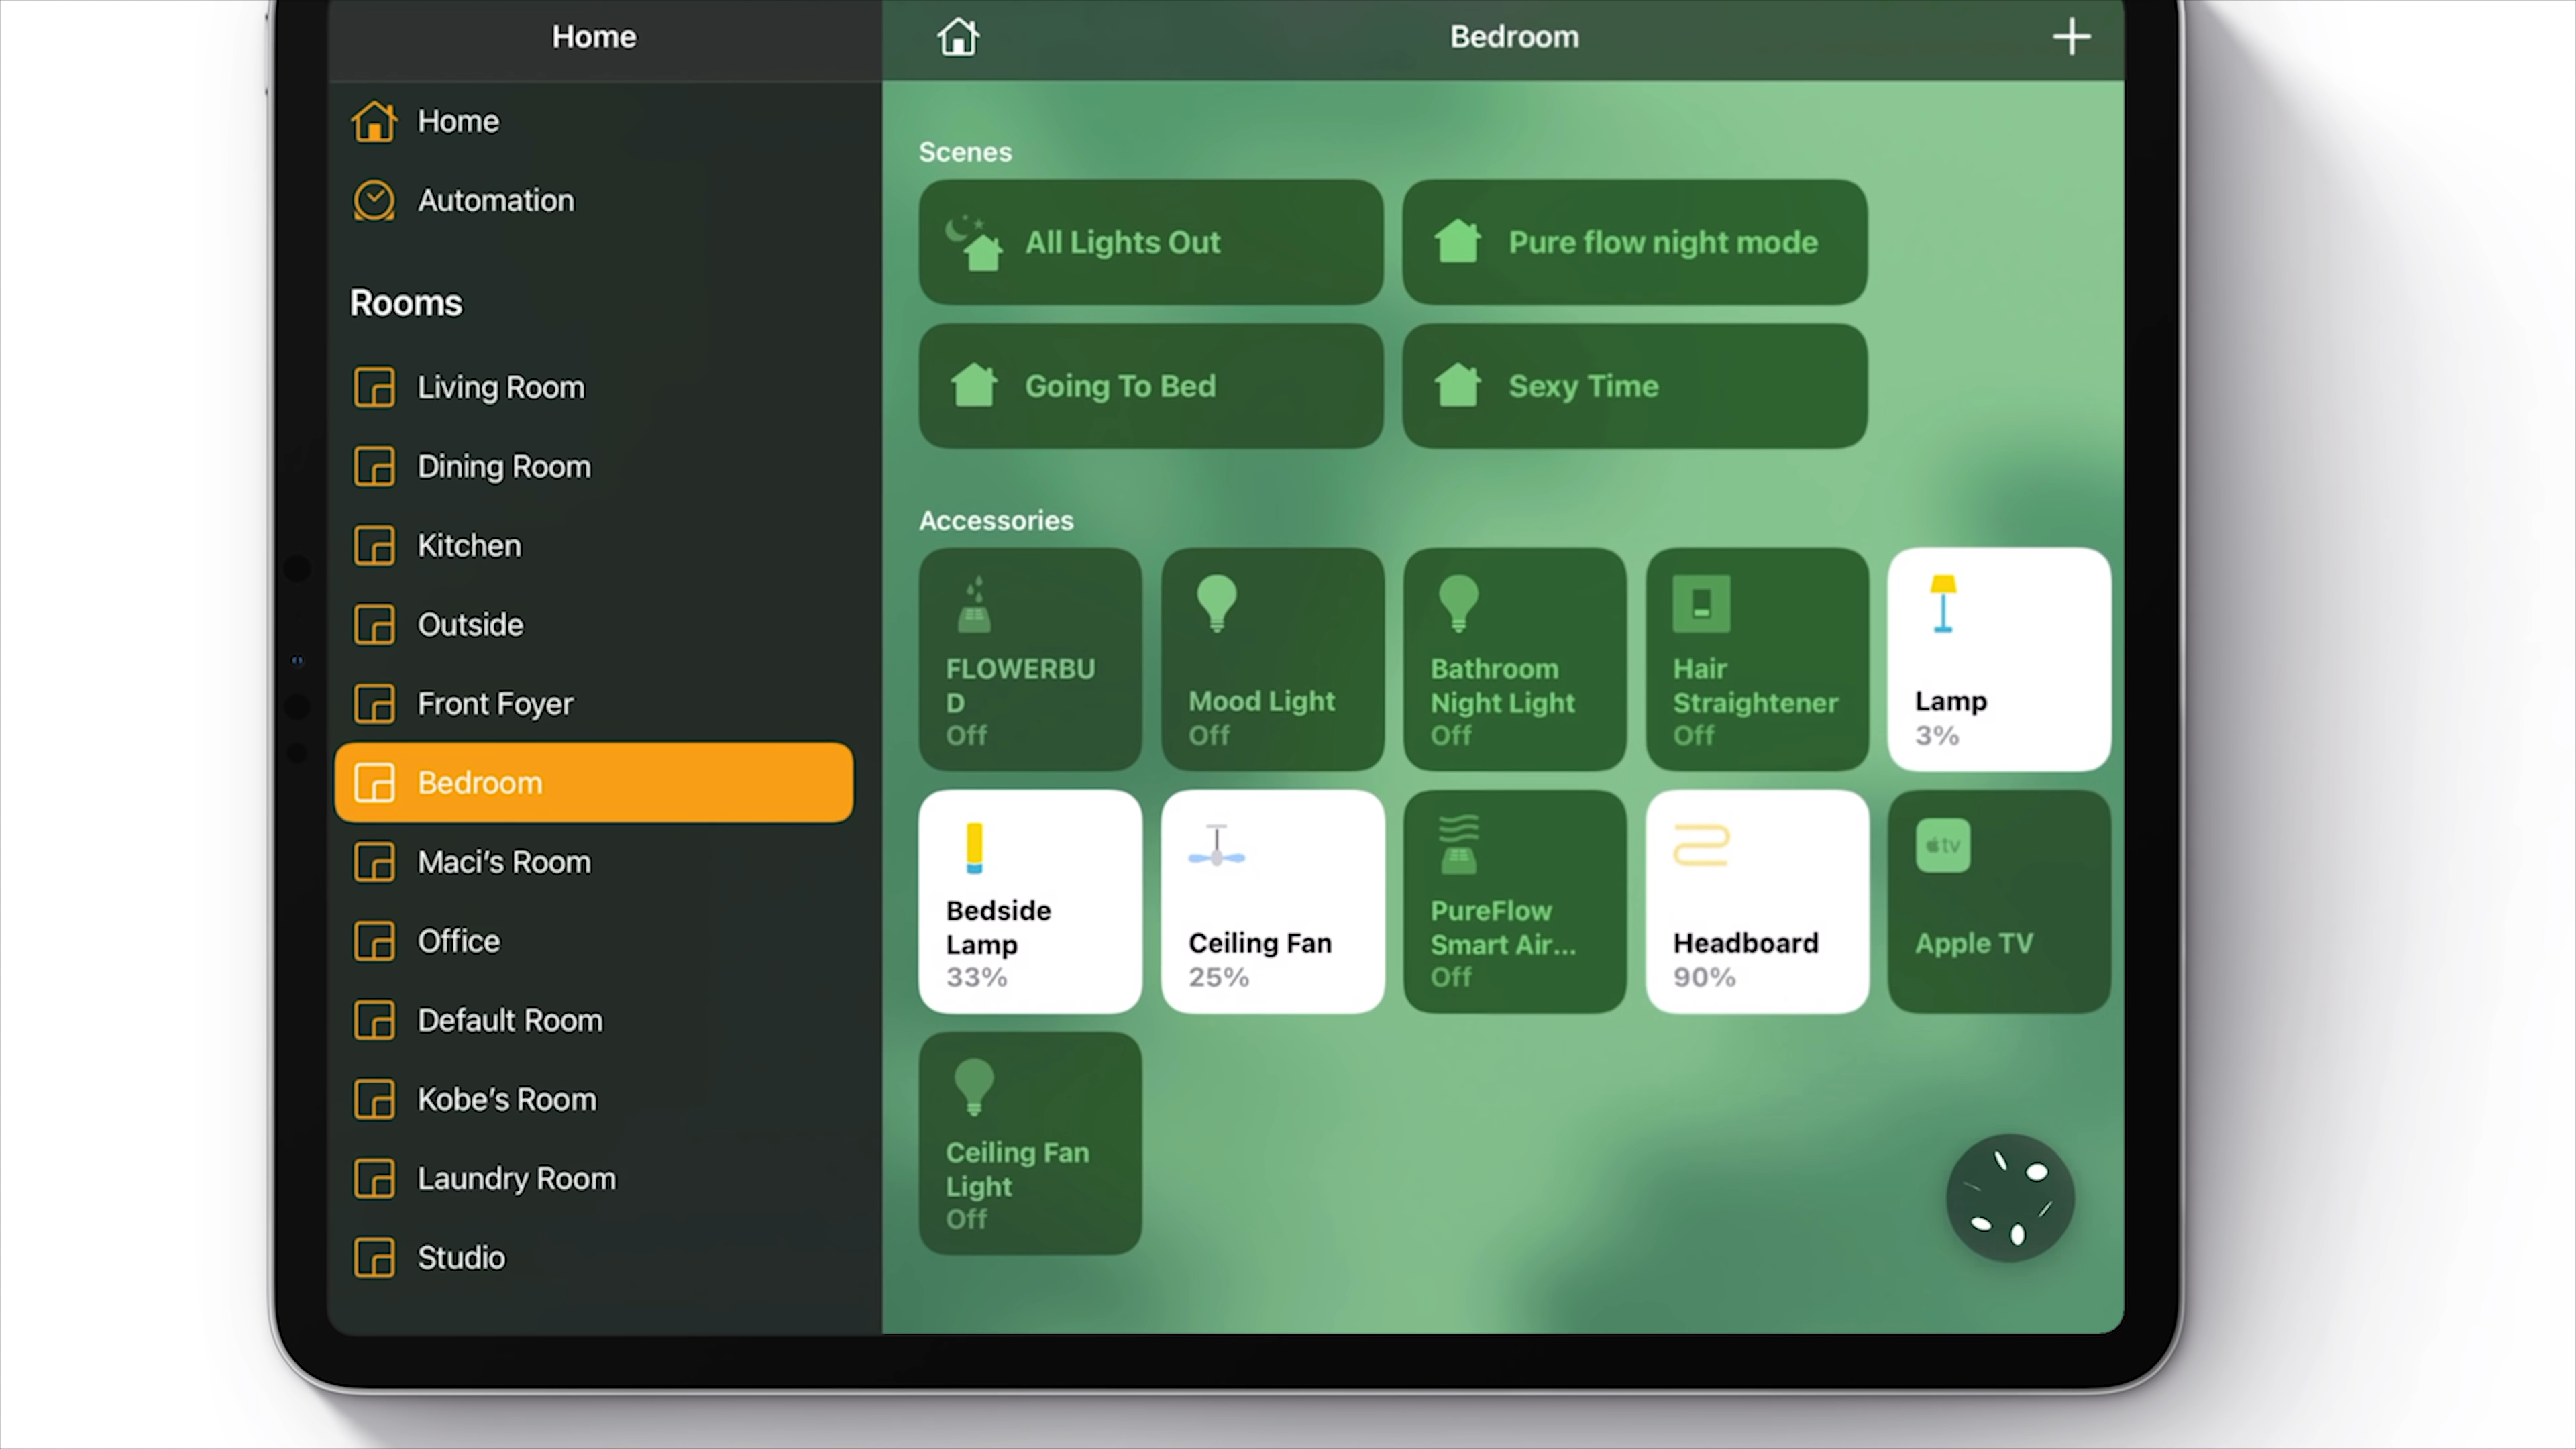 Home
Home
Automation
Rooms
Living Room
Dining Room
Kitchen
Outside
Front Foyer
Bedroom
Maci's Room
Office
Default Room
Kobe's Room
Laundry Room
Studio
Bedroom
Scenes
All Lights Out
Pure flow night mode
Going To Bed
Sexy Time
Accessories
FLOWERBU
D
Off
Mood Light
Off
Bathroom
Night Light
Off
Hair
Straightener
Off
Lamp
3%
Bedside
Lamp
33%
Ceiling Fan
25%
PureFlow
Smart Air...
Off
Headboard
90%
tv
Apple TV
Ceiling Fan
Light
Off